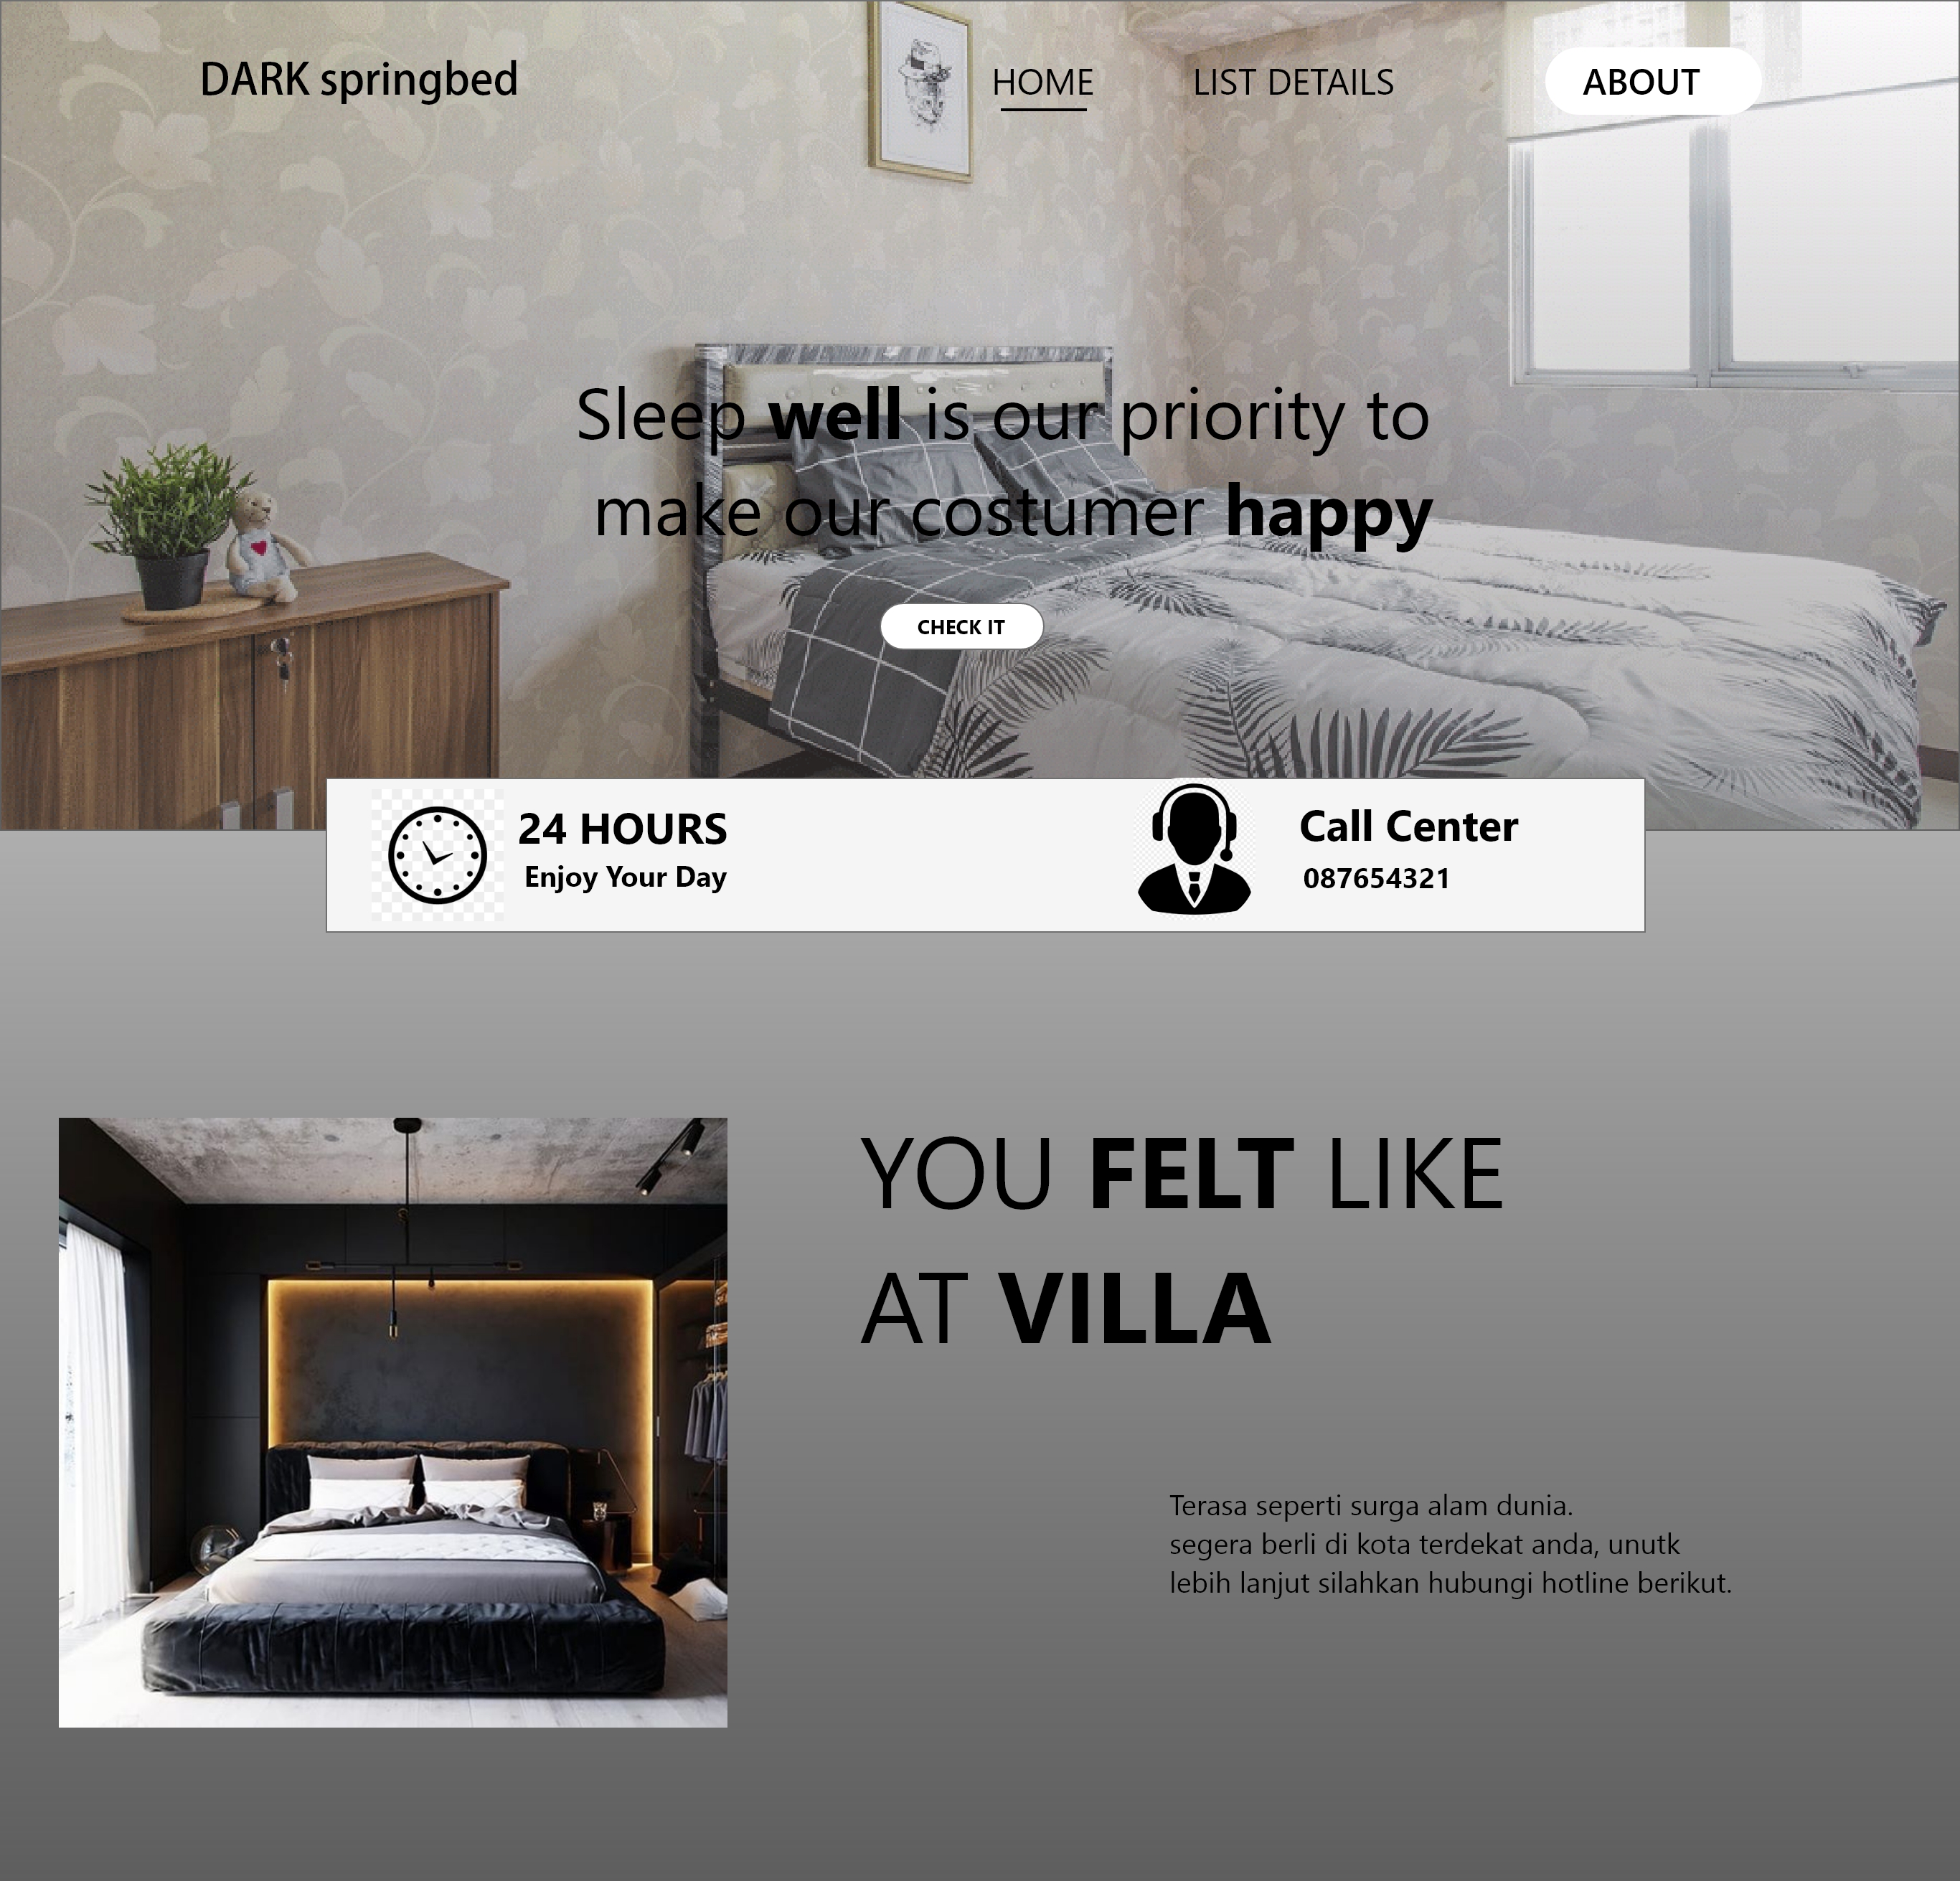 DARK springbed
HOME
LIST DETAILS
ABOUT
Sleep well is our priority to
make our costumer happy
CHECK IT
24 HOURS
Enjoy Your Day
Call Center
087654321
YOU FELT LIKE
AT VILLA
Terasa seperti surga alam dunia.
segera berli di kota terdekat anda, unutk
lebih lanjut silahkan hubungi hotline berikut.